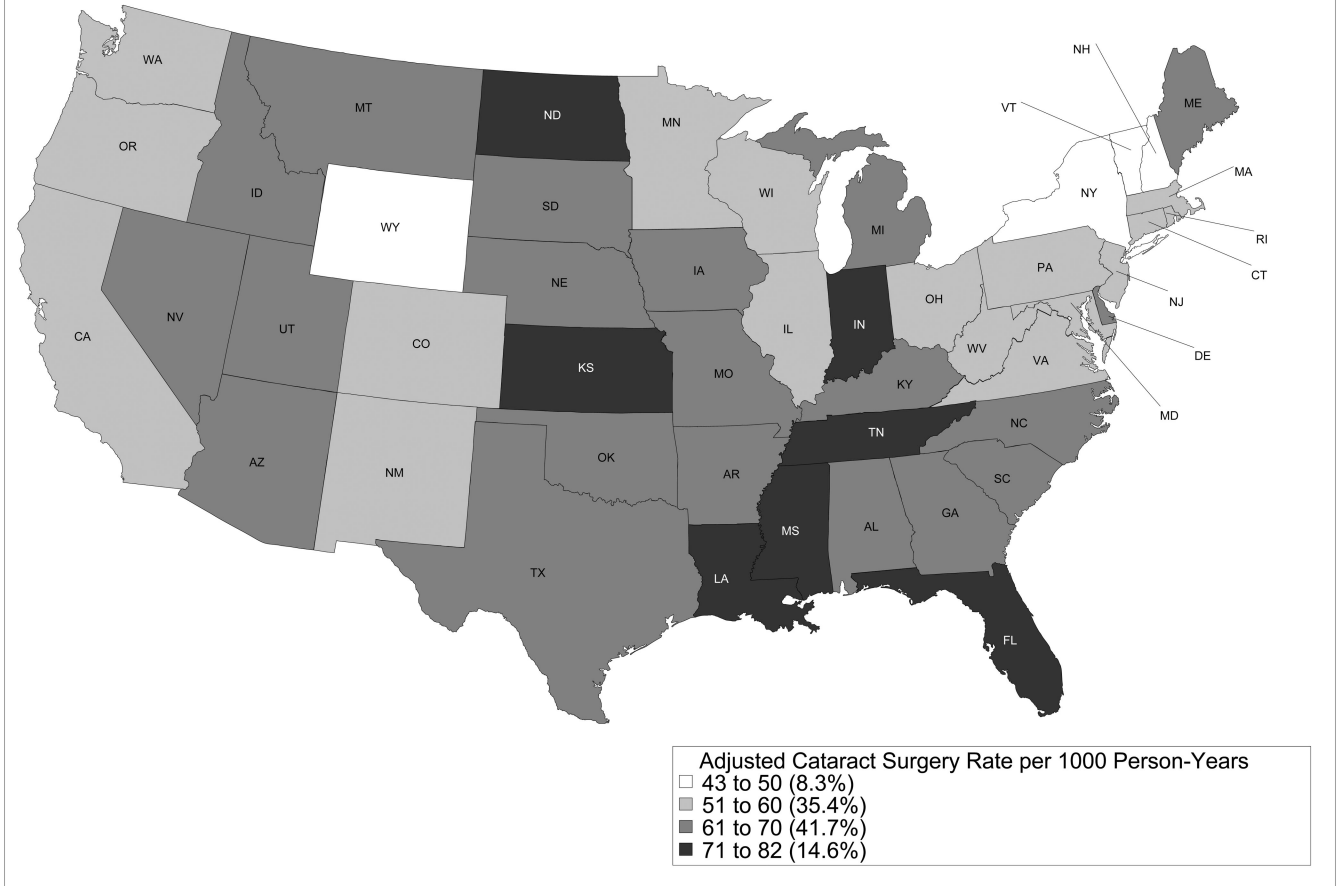 NH
WA
ME
MT
VT
ND
MN
OR
MA
WI
ID
NY
SD
WY
MI
RI
PA
IA
CT
NE
OH
NJ
NV
IN
UT
IL
CA
CO
WV
DE
VA
KS
MO
KY
MD
NC
TN
OK
AZ
NM
AR
SC
GA
AL
MS
TX
LA
FL
Adjusted Cataract Surgery Rate per 1000 Person-Years
43 to 50 (8.3%)
51 to 60 (35.4%)
61 to 70 (41.7%)
71 to 82 (14.6%)